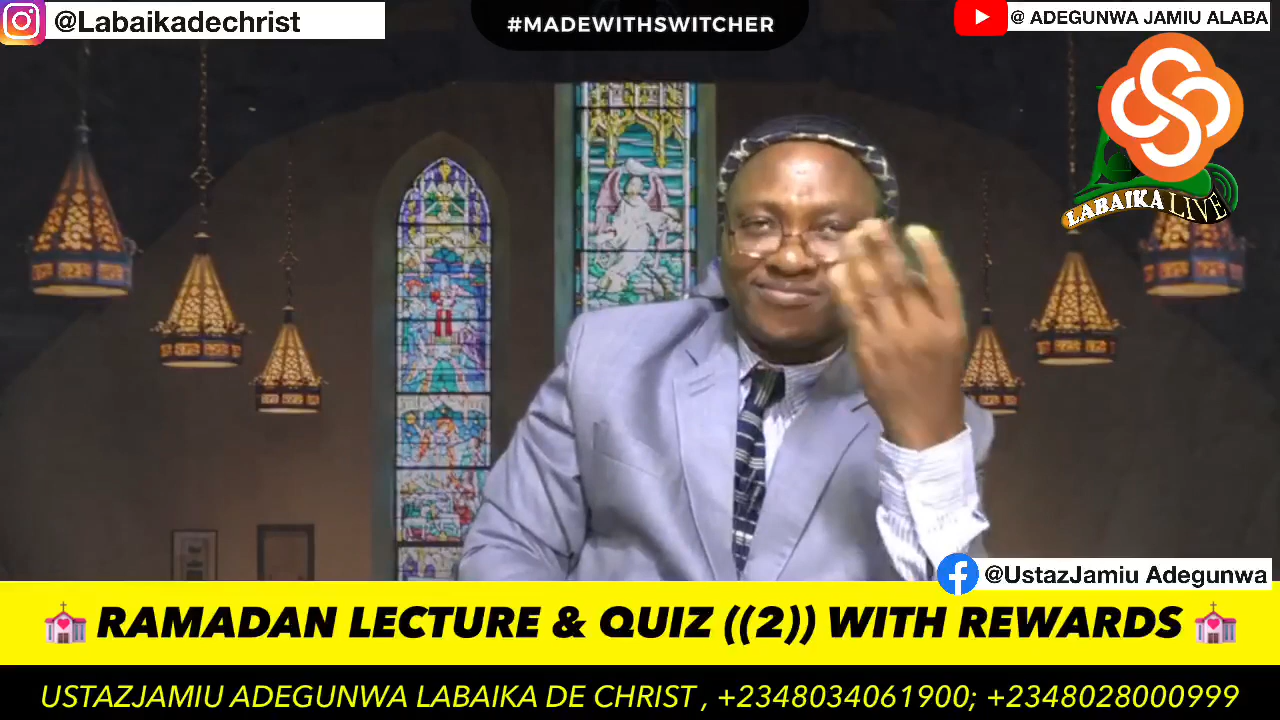 @Labaikadechrist
#MADEWITHSWITCHER
@ ADEGUNWA JAMIU ALABA
LABAIKA LIVE
@UstazJamiu Adegunwa
RAMADAN LECTURE & QUIZ ((2)) WITH REWARDS
USTAZJAMIU ADEGUNWA LABAIKA DE CHRIST , +2348034061900; +2348028000999